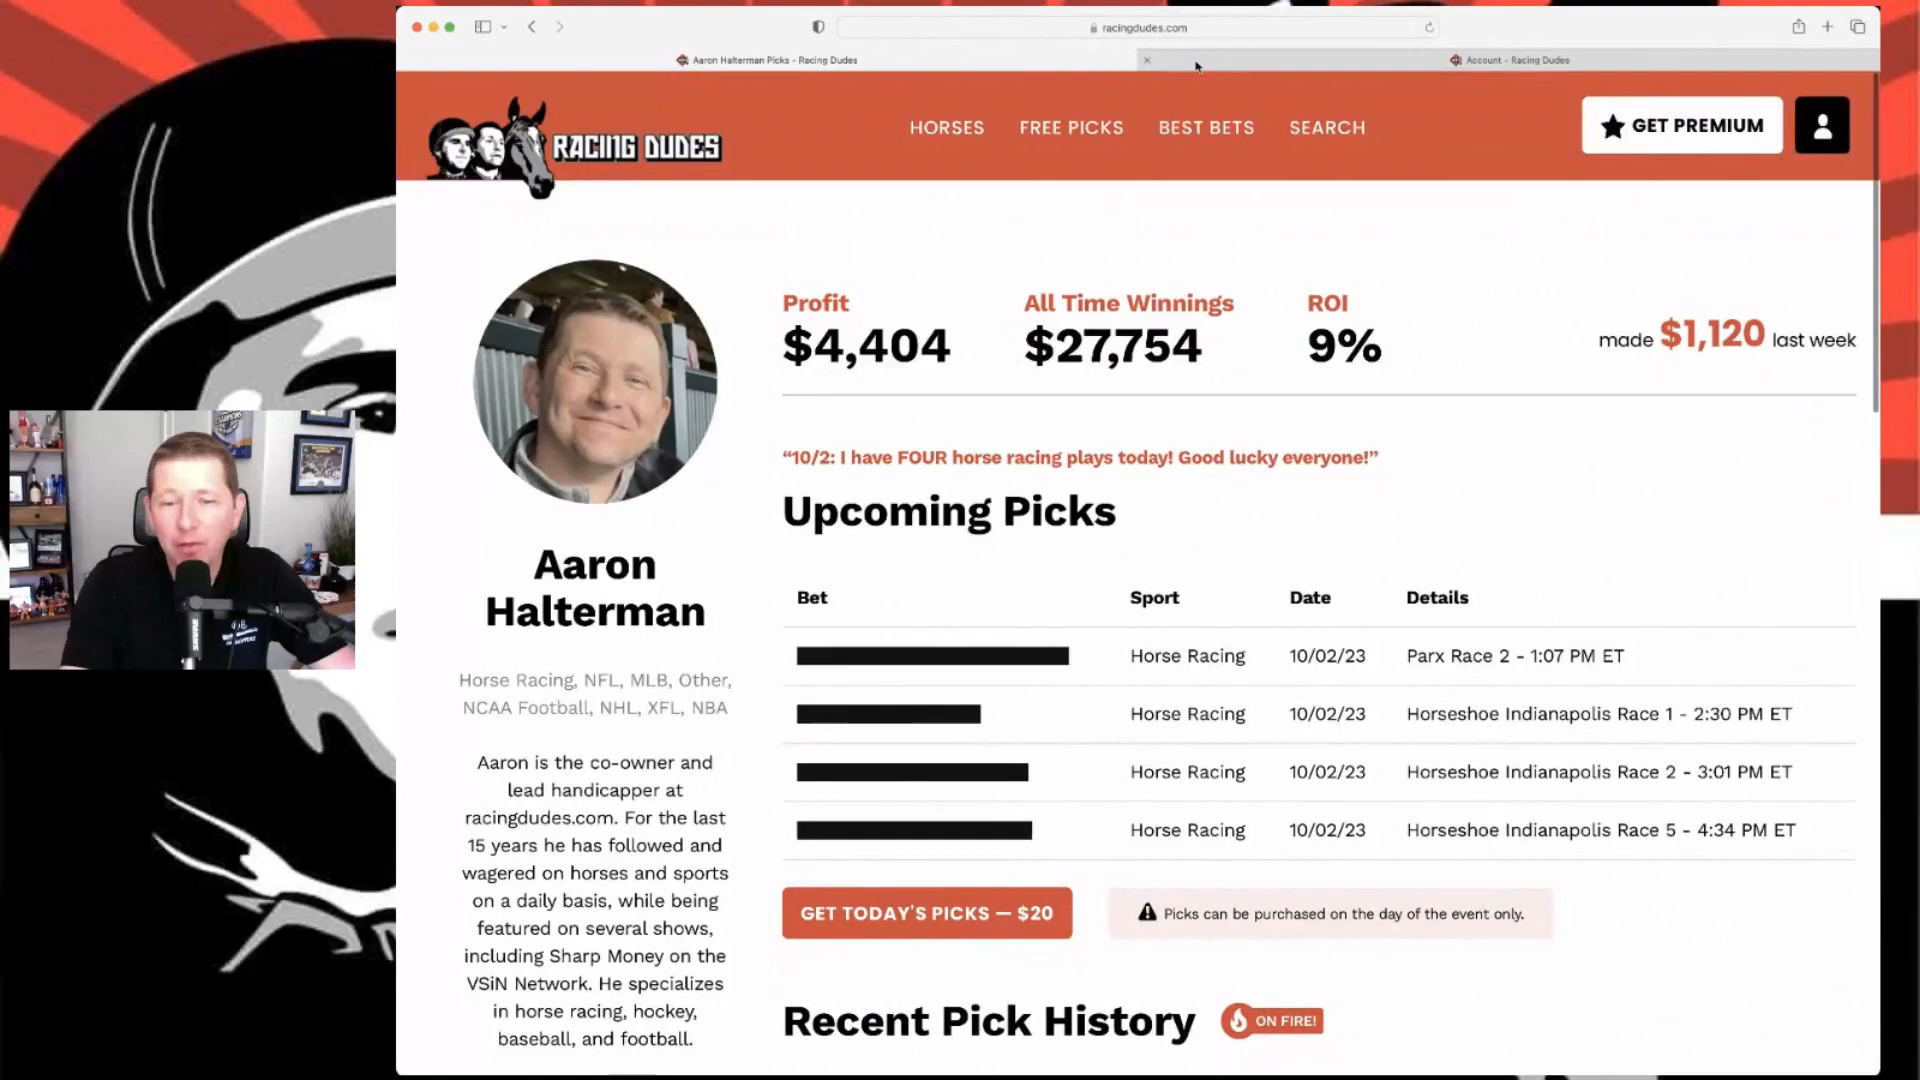 racingdudes.com
Aaron Halterman Picks - Racing Dudes
Account - Racing Dudes
RACING DUDES
HORSES
FREE PICKS
BEST BETS
SEARCH
GET PREMIUM
Profit
$4,404
All Time Winnings
$27,754
ROI
9%
made $1,120 last week
“10/2: I have FOUR horse racing plays today! Good lucky everyone!”
Upcoming Picks
Bet Sport Date Details
Horse Racing 10/02/23 Parx Race 2 - 1:07 PM ET
Horse Racing 10/02/23 Horseshoe Indianapolis Race 1 - 2:30 PM ET
Horse Racing 10/02/23 Horseshoe Indianapolis Race 2 - 3:01 PM ET
Horse Racing 10/02/23 Horseshoe Indianapolis Race 5 - 4:34 PM ET
GET TODAY'S PICKS — $20
Picks can be purchased on the day of the event only.
Recent Pick History
ON FIRE!
Aaron
Halterman
Horse Racing, NFL, MLB, Other,
NCAA Football, NHL, XFL, NBA
Aaron is the co-owner and
lead handicapper at
racingdudes.com. For the last
15 years he has followed and
wagered on horses and sports
on a daily basis, while being
featured on several shows,
including Sharp Money on the
VSiN Network. He specializes
in horse racing, hockey,
baseball, and football.
SHURE